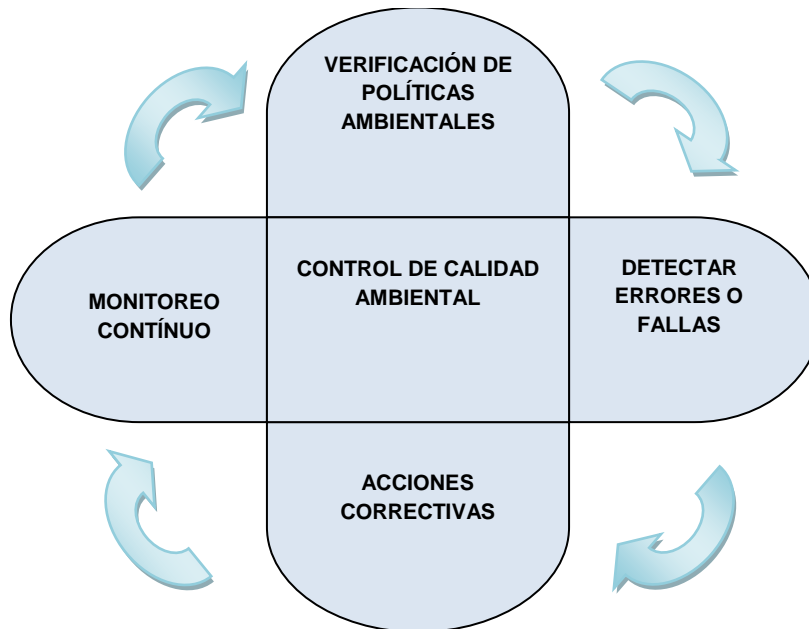 VERIFICACIÓN DE
POLÍTICAS
AMBIENTALES
MONITOREO
CONTÍNUO
CONTROL DE CALIDAD
AMBIENTAL
DETECTAR
ERRORES O
FALLAS
ACCIONES
CORRECTIVAS